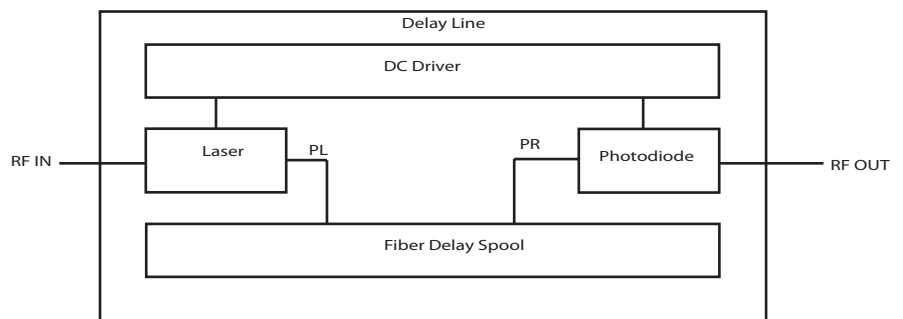 Delay Line
DC Driver
Laser
PL
PR
Photodiode
RF IN
RF OUT
Fiber Delay Spool